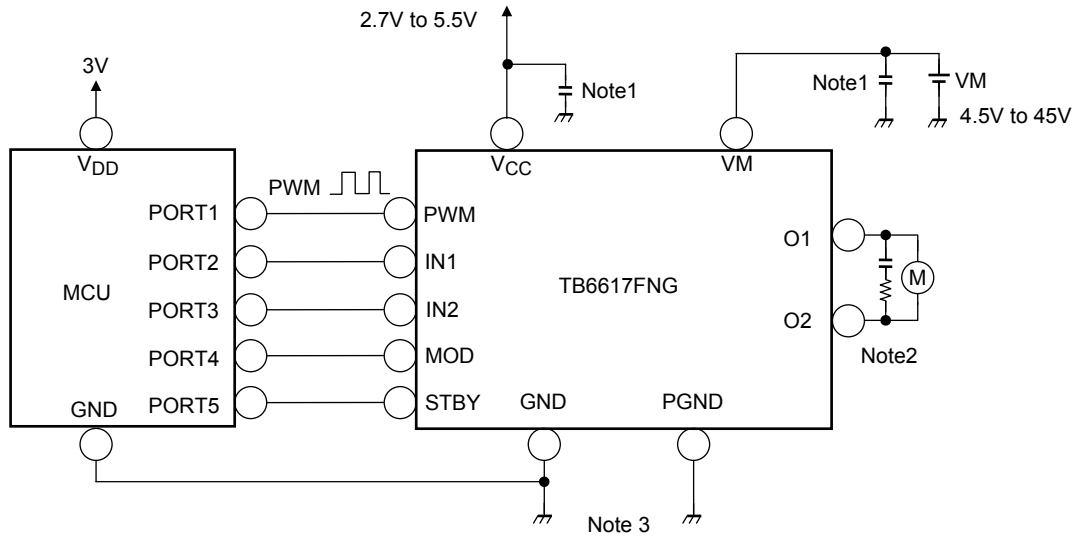 2.7V to 5.5V
3V
Note1
Note1
VM
4.5V to 45V
VDD
VCC
VM
PWM
PORT1
PWM
O1
PORT2
IN1
MCU
TB6617FNG
M
PORT3
IN2
O2
PORT4
MOD
Note2
GND
PORT5
STBY
GND
PGND
Note 3